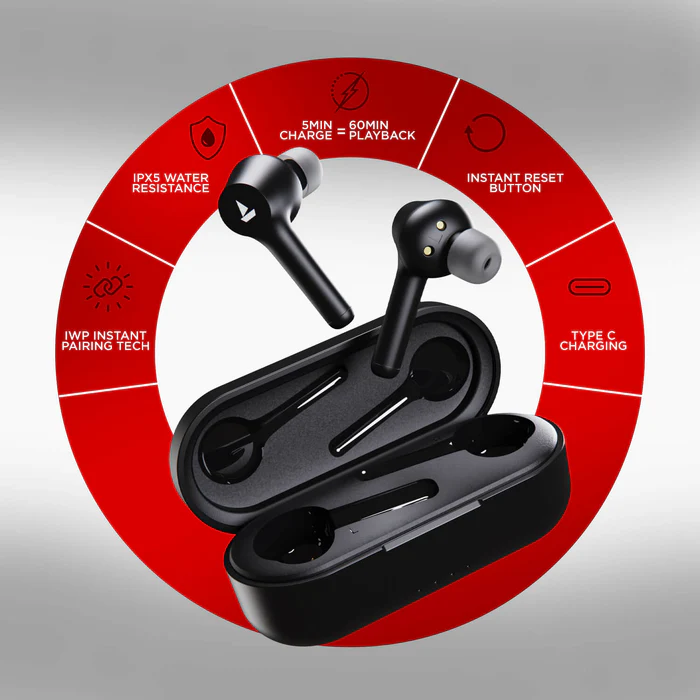 5MIN
CHARGE = 60MIN
PLAYBACK
IPX5 WATER
RESISTANCE
INSTANT RESET
BUTTON
IWP INSTANT
PAIRING TECH
TYPE C
CHARGING